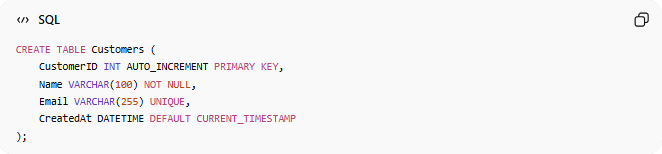 </> SQL
CREATE TABLE Customers (
    CustomerID INT AUTO_INCREMENT PRIMARY KEY,
    Name VARCHAR(100) NOT NULL,
    Email VARCHAR(255) UNIQUE,
    CreatedAt DATETIME DEFAULT CURRENT_TIMESTAMP
);